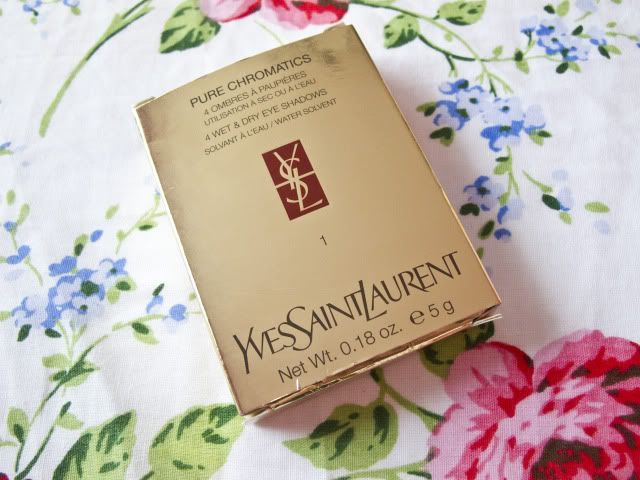 PURE CHROMATICS
4 OMBRES À PAUPIÈRES
UTILISATION À SEC OU À L'EAU
4 WET & DRY EYE SHADOWS
SOLVANT À L'EAU / WATER SOLVENT
YSL
1
YVESSAINTLAURENT
Net Wt. 0.18 oz. ℮ 5 g